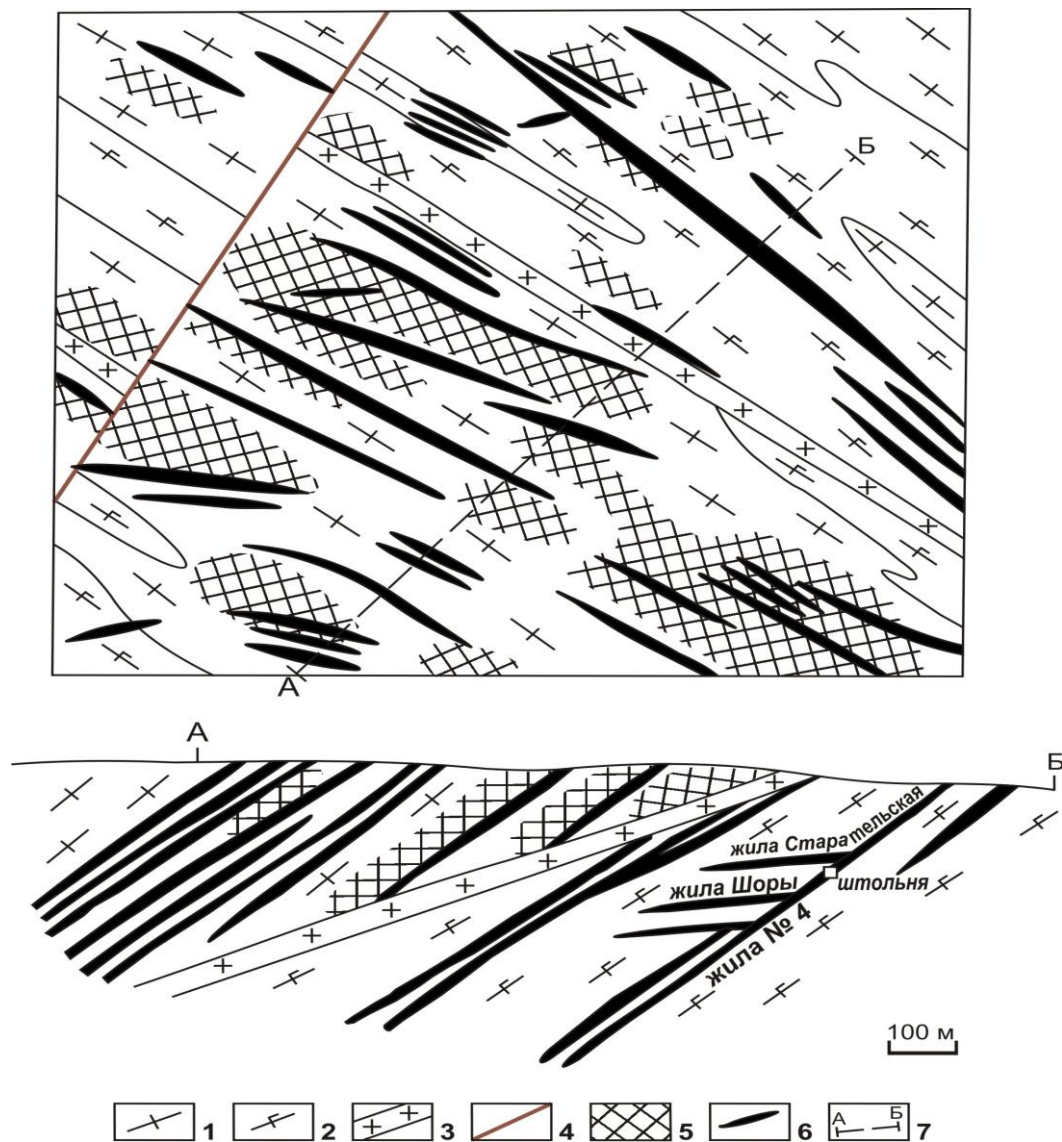 Б
А
А
Б
жила Старательская
жила Шоры
штольня
жила № 4
100 м
1
2
3
4
5
6
А Б
7